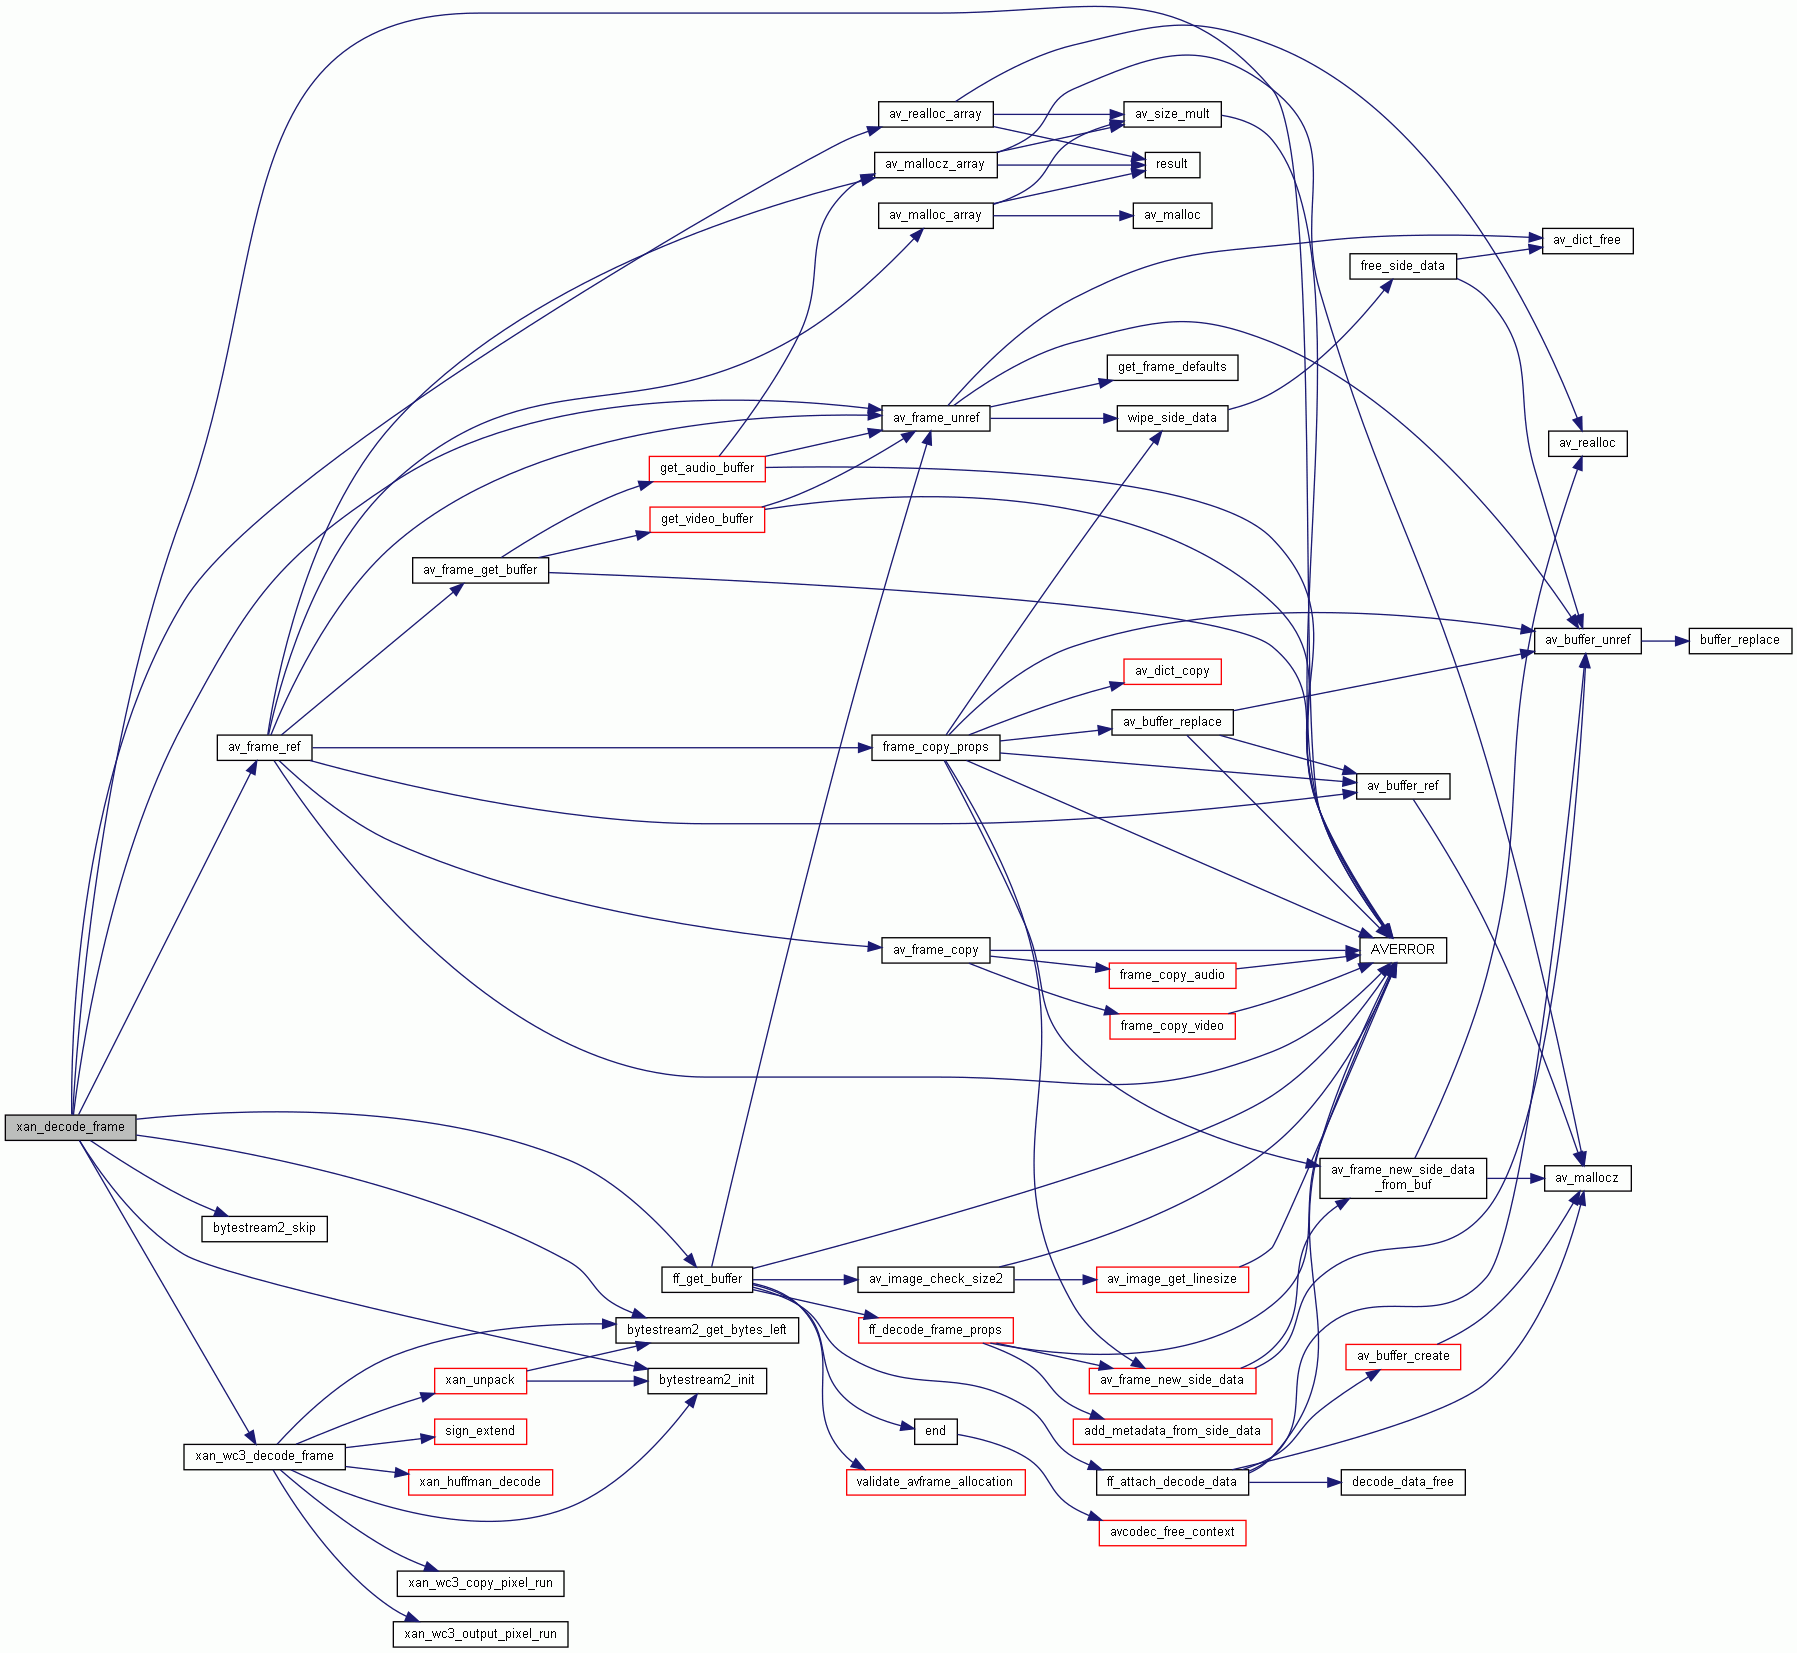 av_realloc_array
av_size_mult
av_mallocz_array
result
av_malloc_array
av_malloc
av_dict_free
free_side_data
get_frame_defaults
av_frame_unref
wipe_side_data
av_realloc
get_audio_buffer
get_video_buffer
av_frame_get_buffer
av_buffer_unref
buffer_replace
av_dict_copy
av_buffer_replace
av_frame_ref
frame_copy_props
av_buffer_ref
av_frame_copy
AVERROR
frame_copy_audio
frame_copy_video
xan_decode_frame
av_frame_new_side_data
_from_buf
av_mallocz
bytestream2_skip
ff_get_buffer
av_image_check_size2
av_image_get_linesize
bytestream2_get_bytes_left
ff_decode_frame_props
av_buffer_create
xan_unpack
bytestream2_init
av_frame_new_side_data
sign_extend
end
add_metadata_from_side_data
xan_wc3_decode_frame
xan_huffman_decode
validate_avframe_allocation
ff_attach_decode_data
decode_data_free
avcodec_free_context
xan_wc3_copy_pixel_run
xan_wc3_output_pixel_run